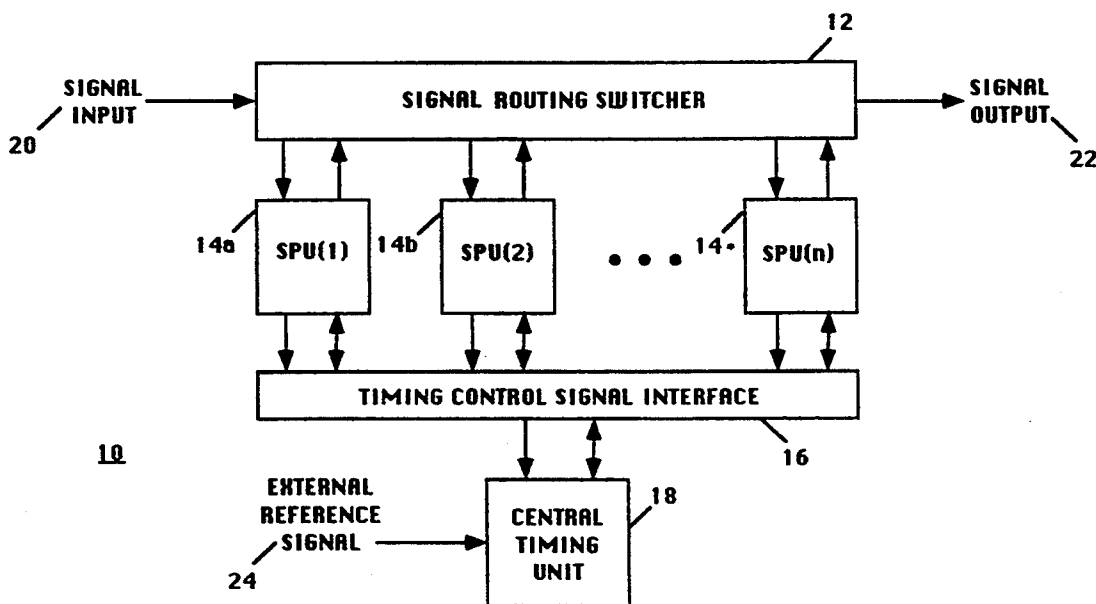 12
SIGNAL
INPUT
20
SIGNAL ROUTING SWITCHER
SIGNAL
OUTPUT
22
14a
SPU(1)
14b
SPU(2)
• • •
14•
SPU(n)
TIMING CONTROL SIGNAL INTERFACE
10
16
EXTERNAL
REFERENCE
SIGNAL
24
18
CENTRAL
TIMING
UNIT